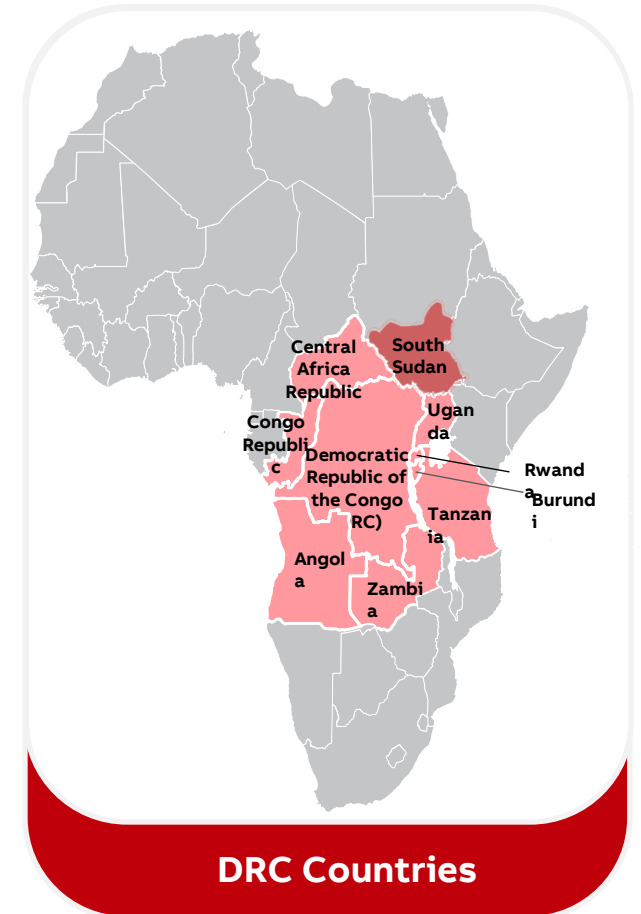 Central
Africa
Republic
South
Sudan
Ugan
da
Congo
Republi
c
Democratic
Republic of
the Congo
RC)
Rwand
a
Burund
i
Tanzan
ia
Angol
a
Zambi
a
DRC Countries